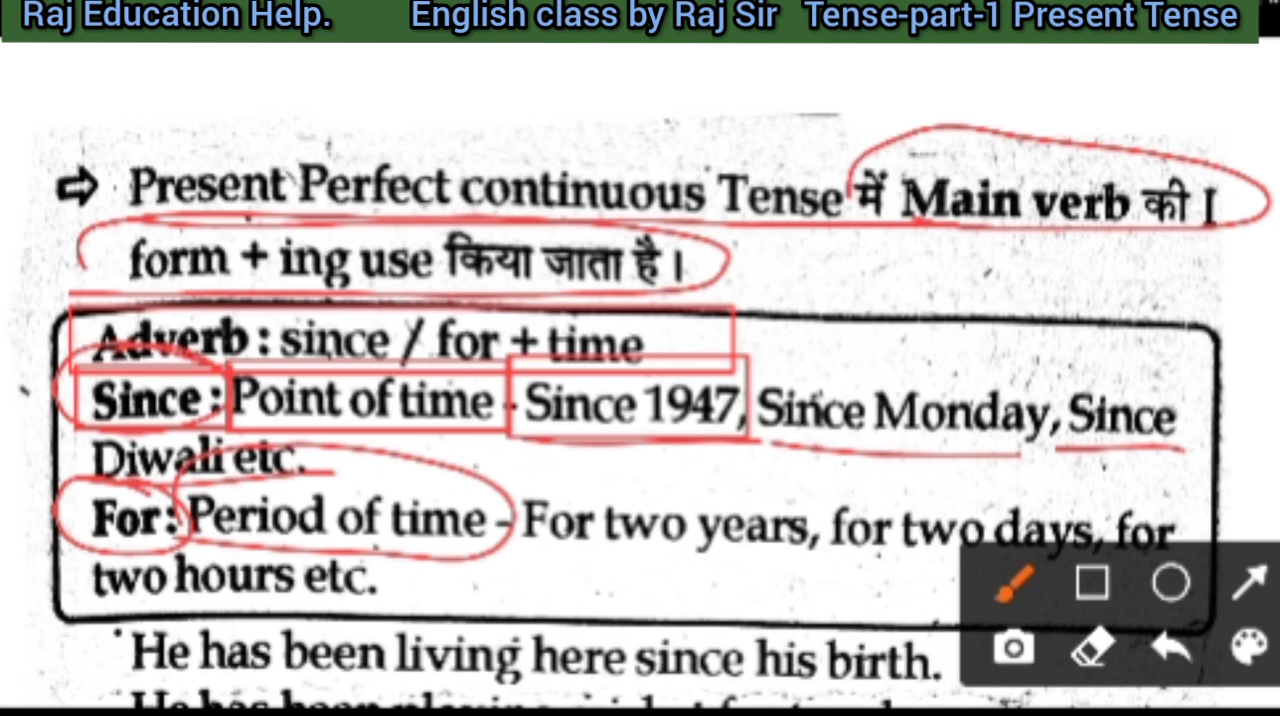 Raj Education Help. English class by Raj Sir Tense-part-1 Present Tense
⇨ Present Perfect continuous Tense में Main verb की I
form + ing use किया जाता है।
Adverb : since / for + time
Since : Point of time - Since 1947, Since Monday, Since
Diwali etc.
For : Period of time - For two years, for two days, for
two hours etc.
He has been living here since his birth.
He has been